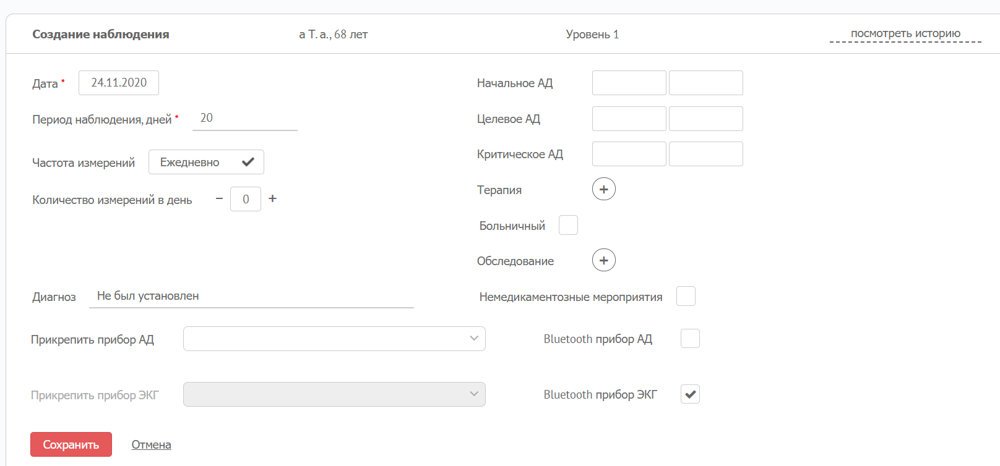 Создание наблюдения а Т. а., 68 лет Уровень 1 посмотреть историю
Дата * 24.11.2020
Начальное АД
Период наблюдения, дней * 20
Целевое АД
Частота измерений Ежедневно
Критическое АД
Количество измерений в день − 0 +
Терапия +
Больничный
Обследование +
Диагноз Не был установлен
Немедикаментозные мероприятия
Прикрепить прибор АД
Bluetooth прибор АД
Прикрепить прибор ЭКГ
Bluetooth прибор ЭКГ
Сохранить Отмена